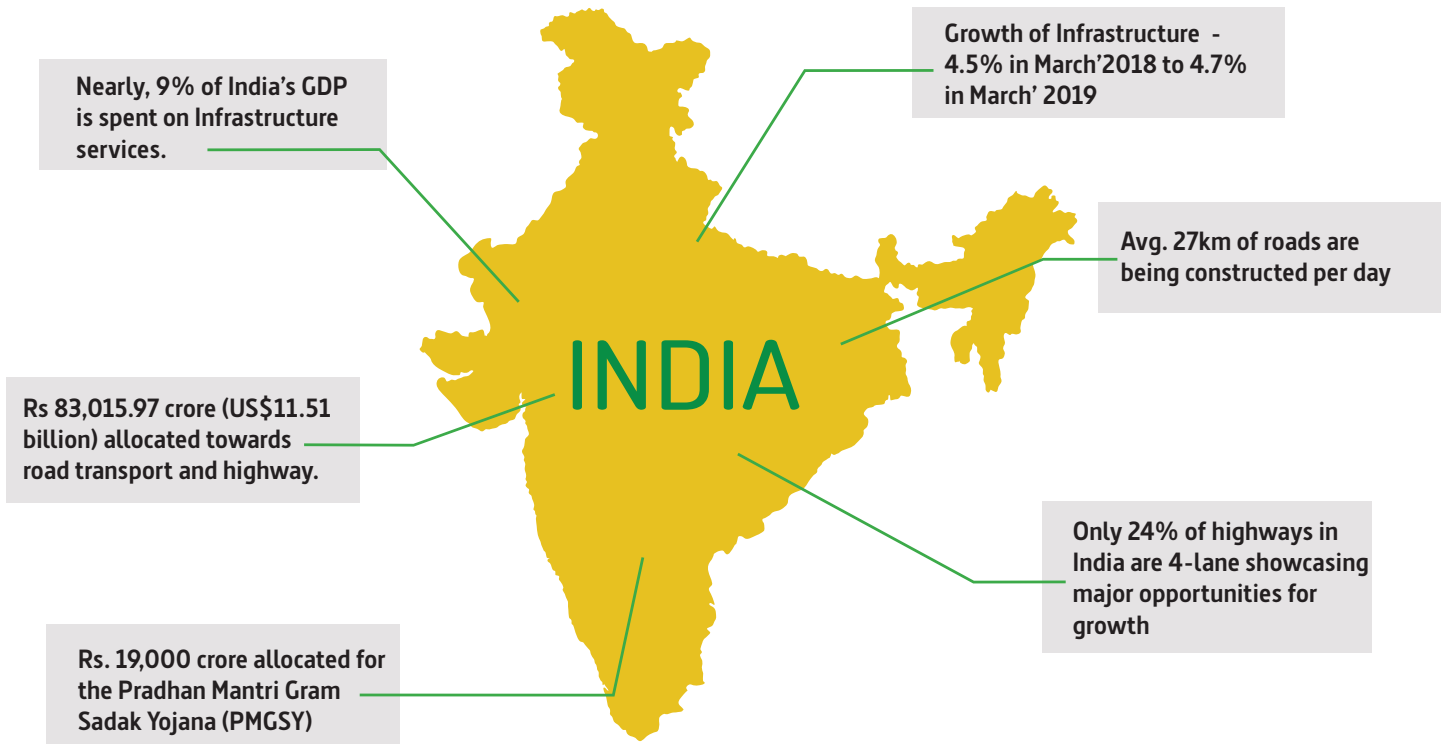 Nearly, 9% of India's GDP
is spent on Infrastructure
services.
Growth of Infrastructure -
4.5% in March'2018 to 4.7%
in March' 2019
Avg. 27km of roads are
being constructed per day
INDIA
Rs 83,015.97 crore (US$11.51
billion) allocated towards
road transport and highway.
Only 24% of highways in
India are 4-lane showcasing
major opportunities for
growth
Rs. 19,000 crore allocated for
the Pradhan Mantri Gram
Sadak Yojana (PMGSY)